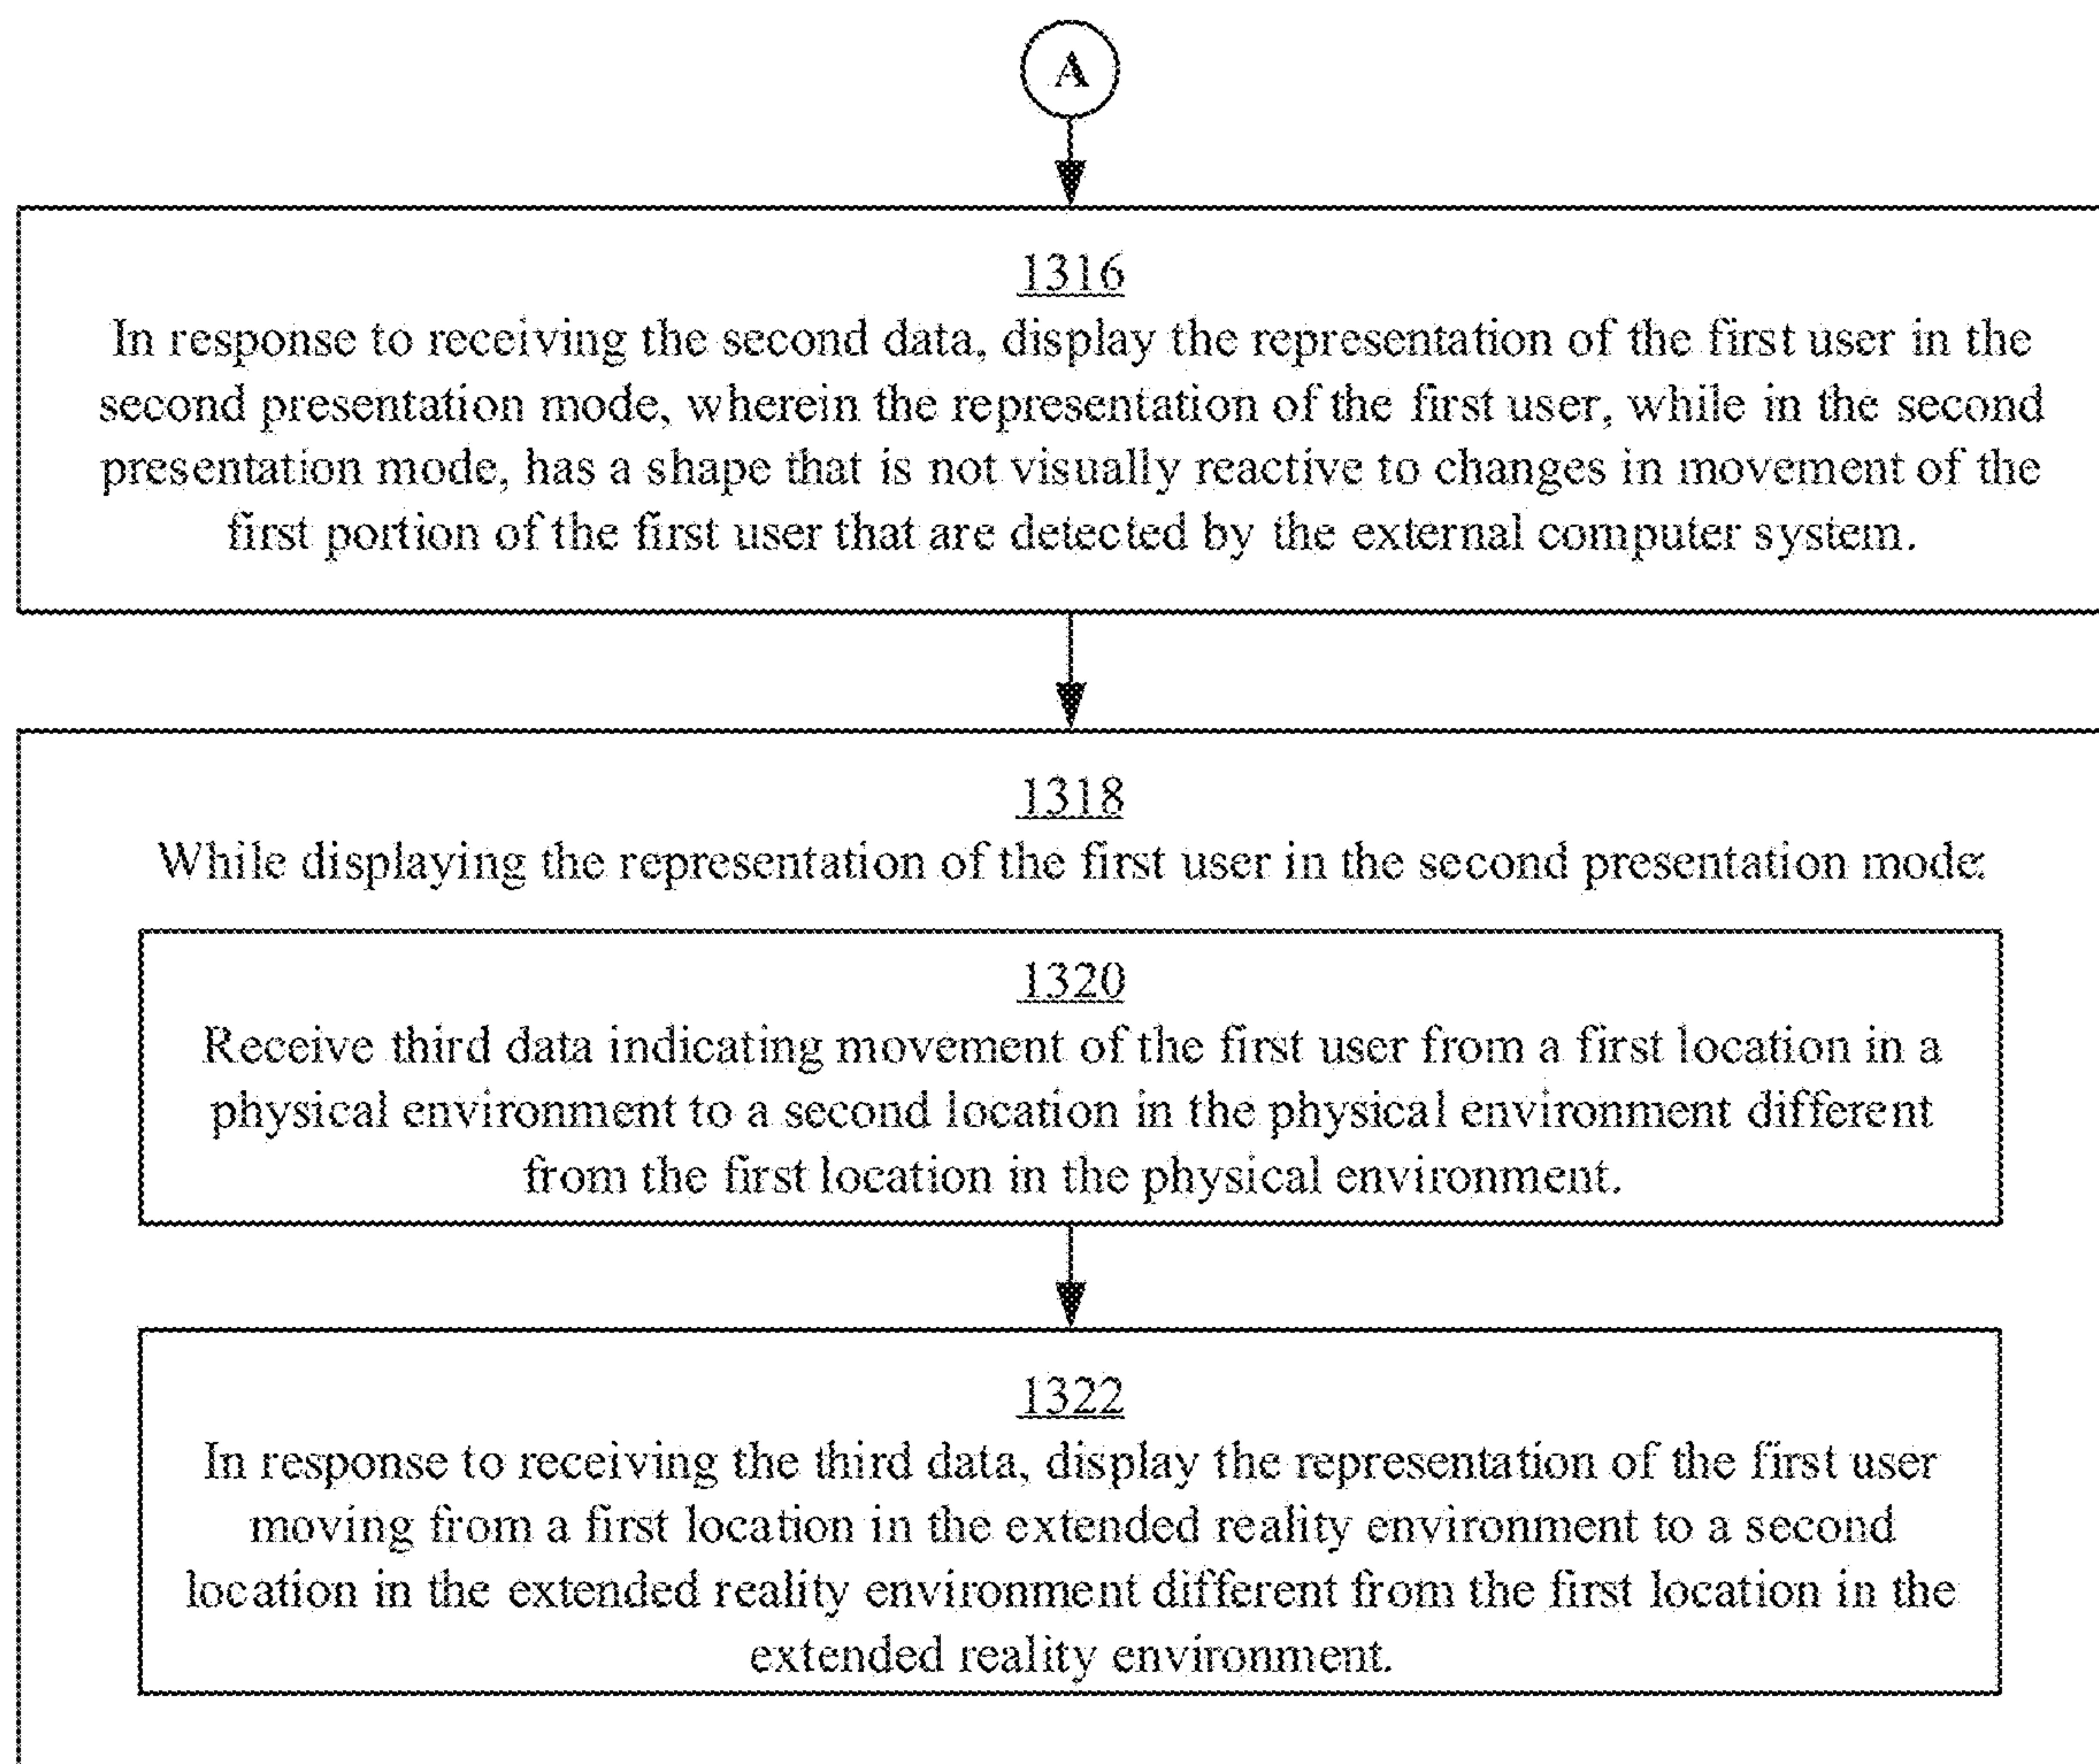 A
1316
In response to receiving the second data, display the representation of the first user in the
second presentation mode, wherein the representation of the first user, while in the second
presentation mode, has a shape that is not visually reactive to changes in movement of the
first portion of the first user that are detected by the external computer system.
1318
While displaying the representation of the first user in the second presentation mode:
1320
Receive third data indicating movement of the first user from a first location in a
physical environment to a second location in the physical environment different
from the first location in the physical environment.
1322
In response to receiving the third data, display the representation of the first user
moving from a first location in the extended reality environment to a second
location in the extended reality environment different from the first location in the
extended reality environment.